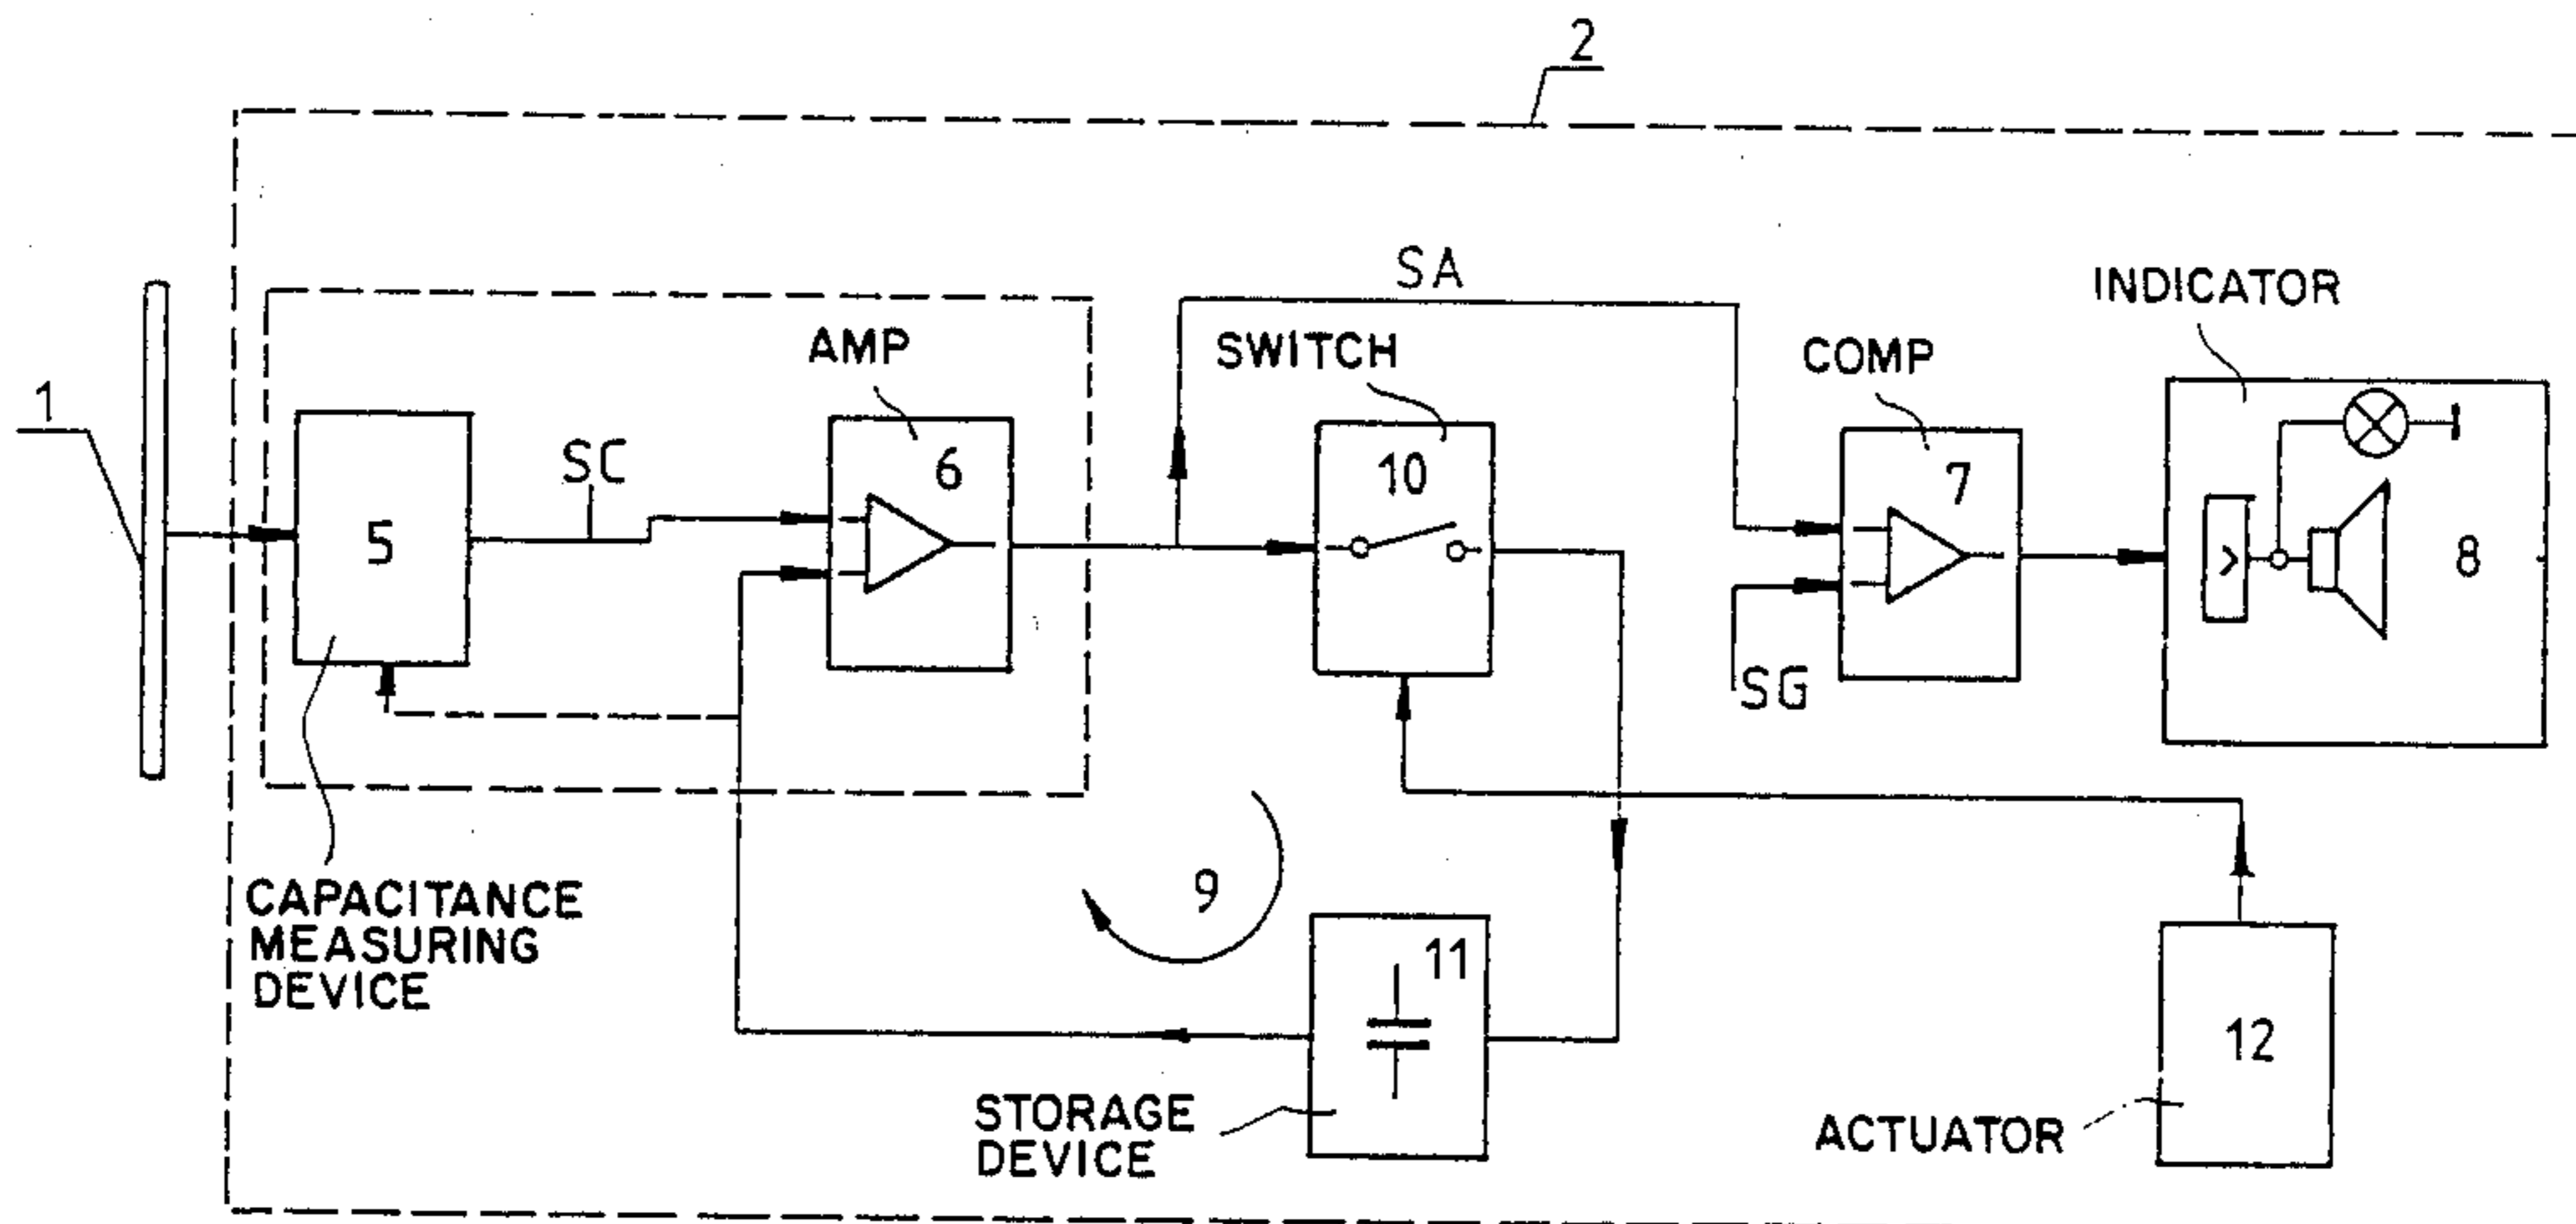 2
SA
INDICATOR
AMP
SWITCH
COMP
1
SC
6
10
7
5
8
SG
9
CAPACITANCE
MEASURING
DEVICE
11
12
STORAGE
DEVICE
ACTUATOR